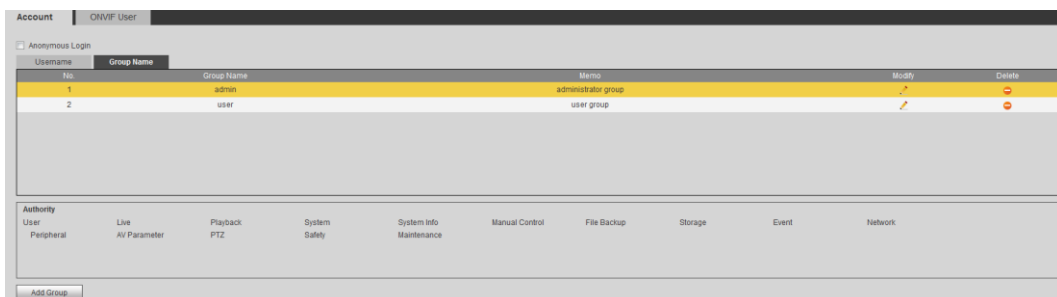 Account ONVIF User
Anonymous Login
Username Group Name
No. Group Name Memo Modify Delete
1 admin administrator group
2 user user group
Authority
User Live Playback System System Info Manual Control File Backup Storage Event Network
Peripheral AV Parameter PTZ Safety Maintenance
Add Group